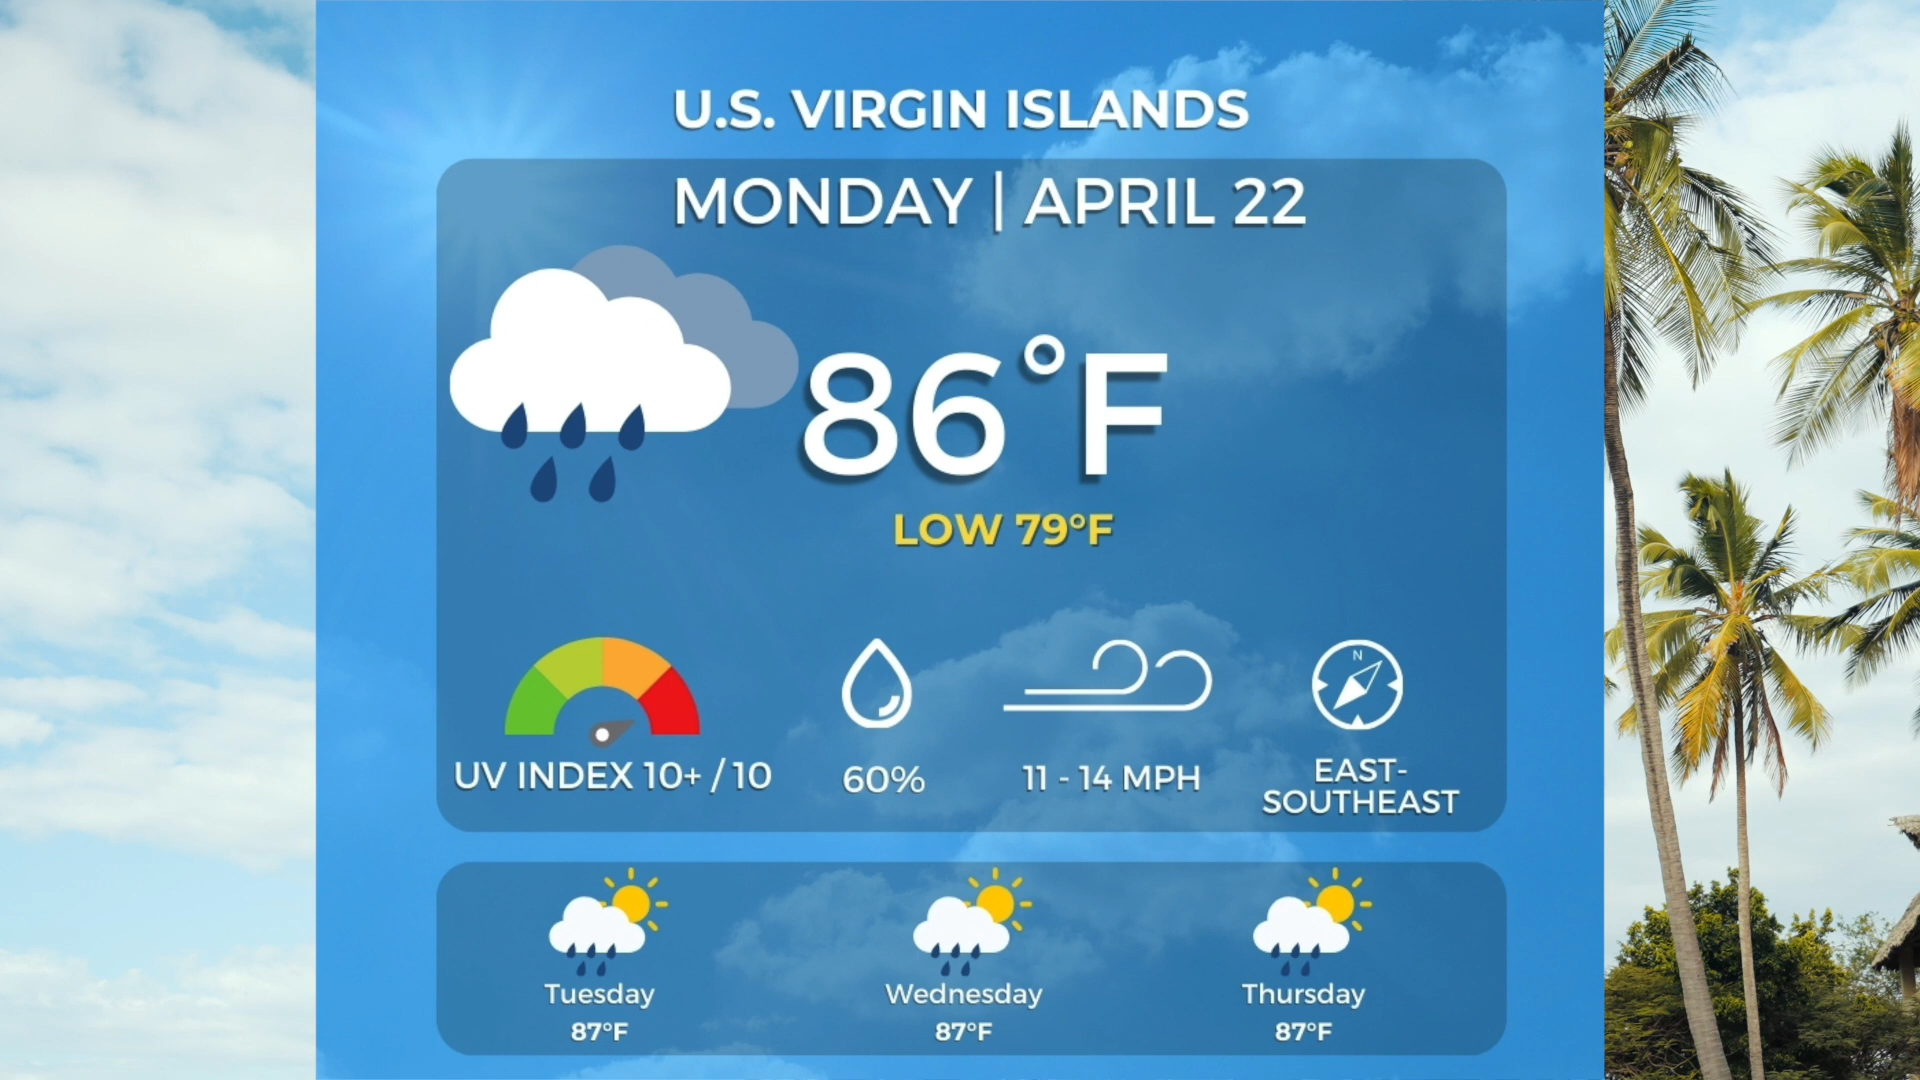 U.S. VIRGIN ISLANDS
MONDAY | APRIL 22
86°F
LOW 79°F
N
UV INDEX 10+ / 10
60%
11 - 14 MPH
EAST-
SOUTHEAST
Tuesday
87°F
Wednesday
87°F
Thursday
87°F